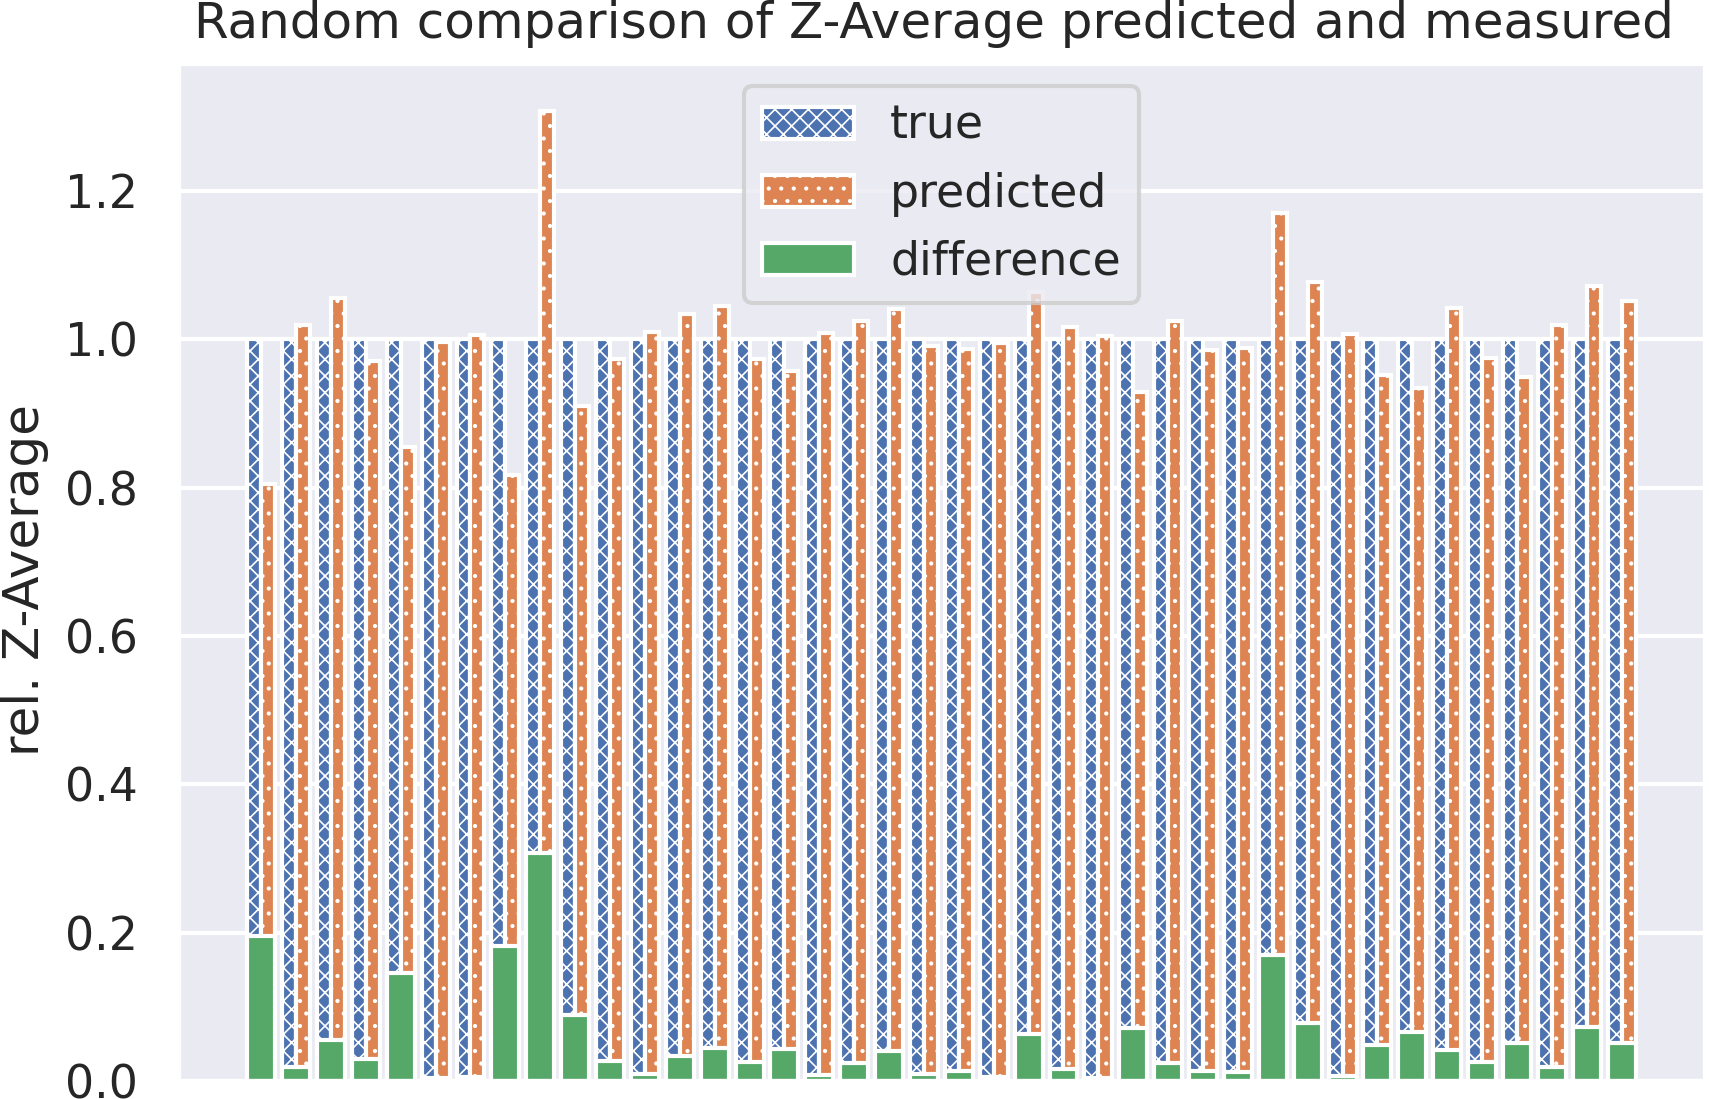 Random comparison of Z-Average predicted and measured
true
predicted
difference
rel. Z-Average
1.2
1.0
0.8
0.6
0.4
0.2
0.0